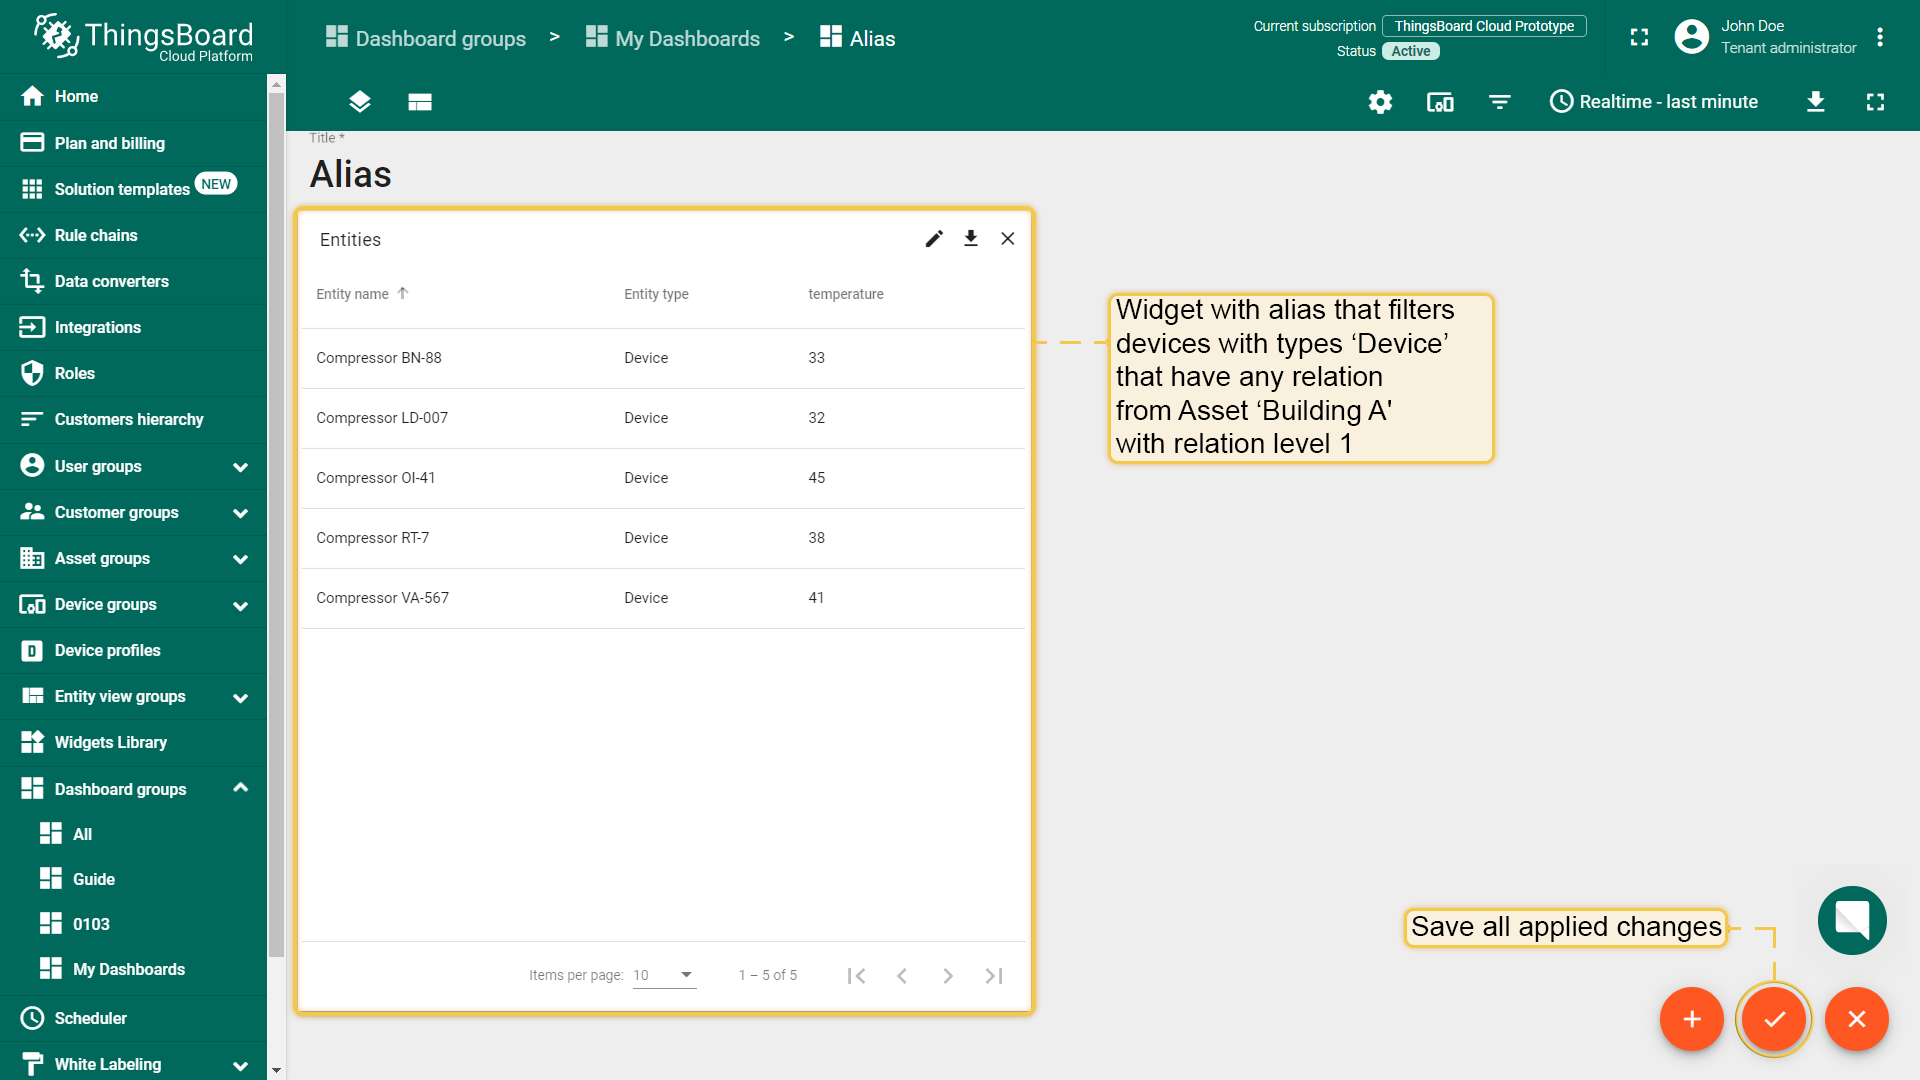 ThingsBoard
Cloud Platform
Dashboard groups > My Dashboards > Alias
Current subscription ThingsBoard Cloud Prototype
Status Active
John Doe
Tenant administrator
Realtime - last minute
Home
Plan and billing
Solution templates NEW
Rule chains
Data converters
Integrations
Roles
Customers hierarchy
User groups
Customer groups
Asset groups
Device groups
Device profiles
Entity view groups
Widgets Library
Dashboard groups
All
Guide
0103
My Dashboards
Scheduler
White Labeling
Title *
Alias
Entities
Entity name Entity type temperature
Compressor BN-88 Device 33
Compressor LD-007 Device 32
Compressor OI-41 Device 45
Compressor RT-7 Device 38
Compressor VA-567 Device 41
Items per page: 10 1 – 5 of 5
Widget with alias that filters
devices with types ‘Device’
that have any relation
from Asset ‘Building A'
with relation level 1
Save all applied changes